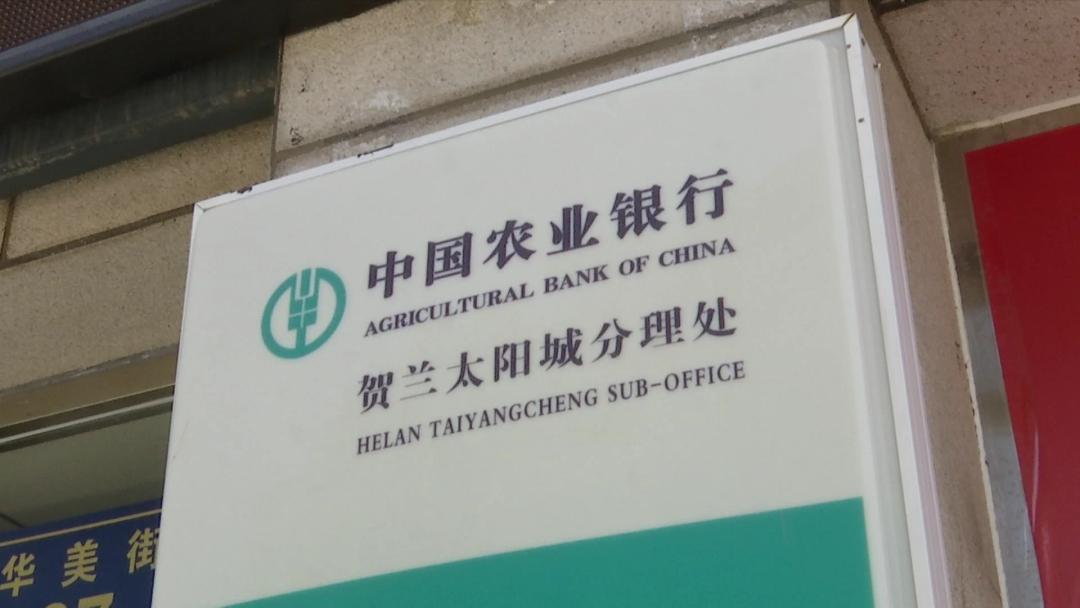 中国农业银行
AGRICULTURAL BANK OF CHINA
贺兰太阳城分理处
HELAN TAIYANGCHENG SUB-OFFICE
华美街